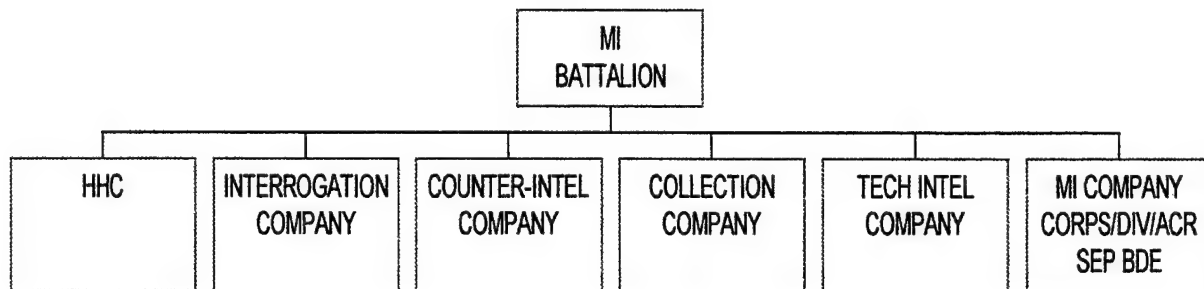 MI
BATTALION
HHC
INTERROGATION
COMPANY
COUNTER-INTEL
COMPANY
COLLECTION
COMPANY
TECH INTEL
COMPANY
MI COMPANY
CORPS/DIV/ACR
SEP BDE